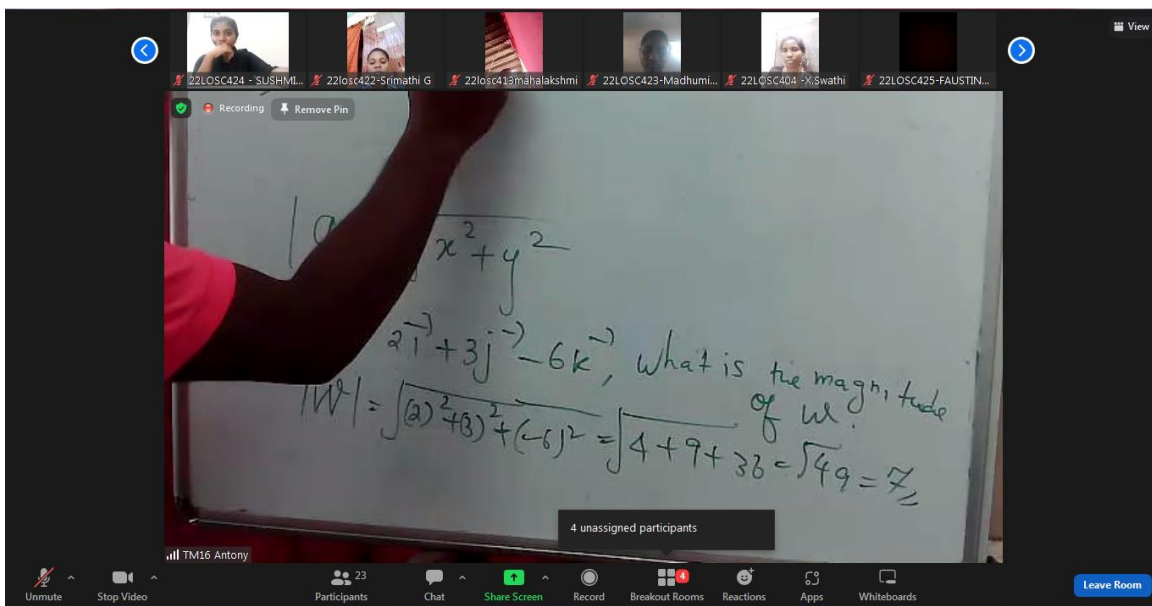 View
22LOSC424 - SUSHMI...
22losc422-Srimathi G
22losc413mahalakshmi
22LOSC423-Madhumi...
22LOSC404 -X.Swathi
22LOSC425-FAUSTIN...
Recording
Remove Pin
x² + y²
2i→ + 3j→ - 6k→, what is the magnitude
of w.
|W| = √(2)² + (3)² + (-6)² = √4 + 9 + 36 = √49 = 7
4 unassigned participants
TM16 Antony
23
4
Unmute
Stop Video
Participants
Chat
Share Screen
Record
Breakout Rooms
Reactions
Apps
Whiteboards
Leave Room